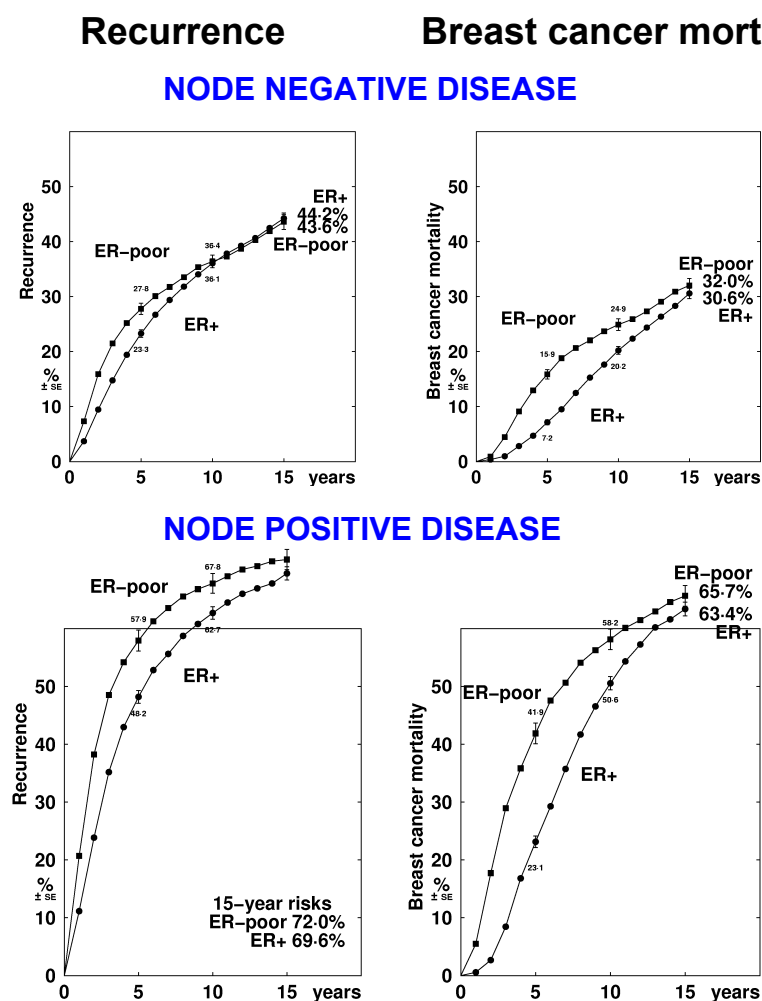 Recurrence
Breast cancer mort
NODE NEGATIVE DISEASE
Recurrence
50
40
30
20
%
± SE
10
0
0
5
10
15
years
ER–poor
27·8
36·4
36·1
23·3
ER+
ER+
44·2%
43·6%
ER–poor
Breast cancer mortality
50
40
30
20
%
± SE
10
0
0
5
10
15
years
ER–poor
15·9
24·9
20·2
7·2
ER+
ER–poor
32·0%
30·6%
ER+
NODE POSITIVE DISEASE
Recurrence
50
40
30
20
%
± SE
10
0
0
5
10
15
years
ER–poor
57·9
67·8
62·7
48·2
ER+
15–year risks
ER–poor 72·0%
ER+ 69·6%
Breast cancer mortality
50
40
30
20
%
± SE
10
0
0
5
10
15
years
ER–poor
41·9
58·2
50·6
23·1
ER+
ER–poor
65·7%
63·4%
ER+